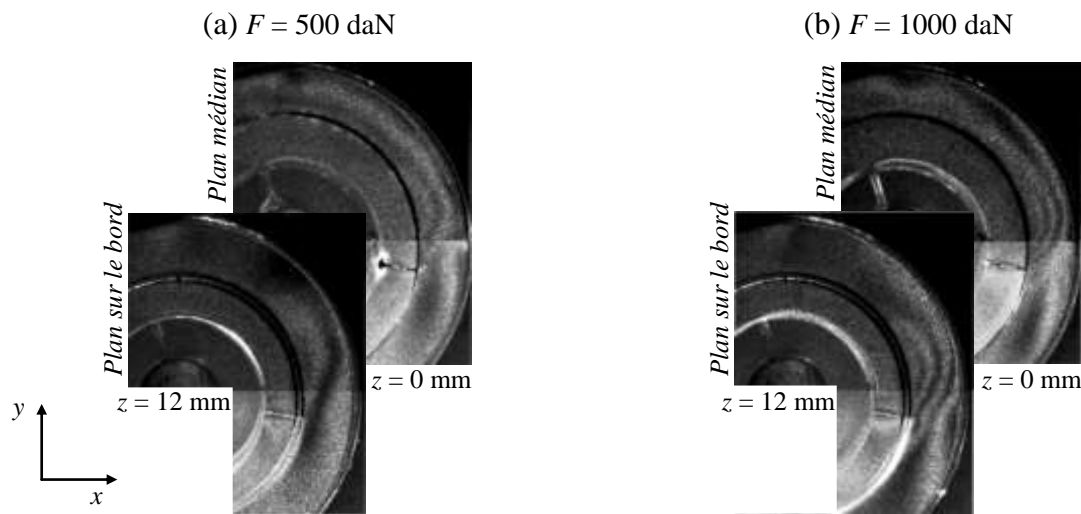 (a) F = 500 daN
(b) F = 1000 daN
Plan médian
Plan médian
Plan sur le bord
Plan sur le bord
z = 0 mm
z = 0 mm
z = 12 mm
z = 12 mm
y
x